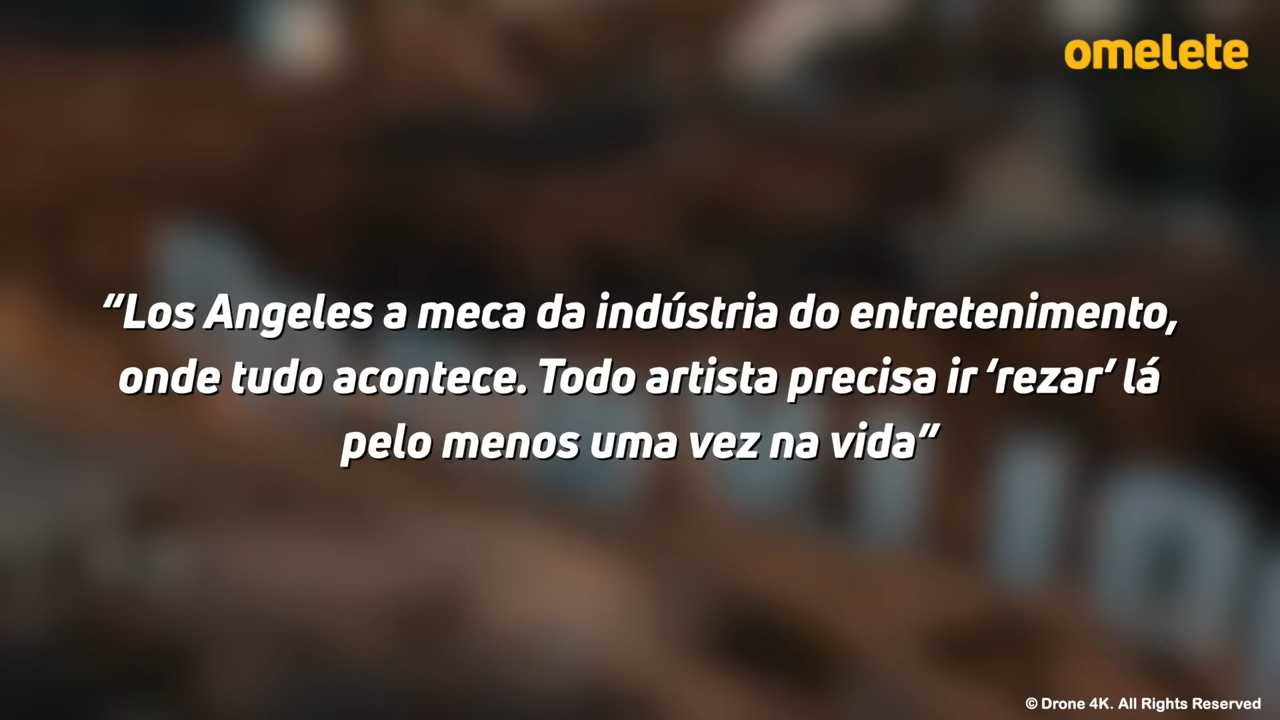 omelete
“Los Angeles a meca da indústria do entretenimento,
onde tudo acontece. Todo artista precisa ir ‘rezar’ lá
pelo menos uma vez na vida”
© Drone 4K. All Rights Reserved